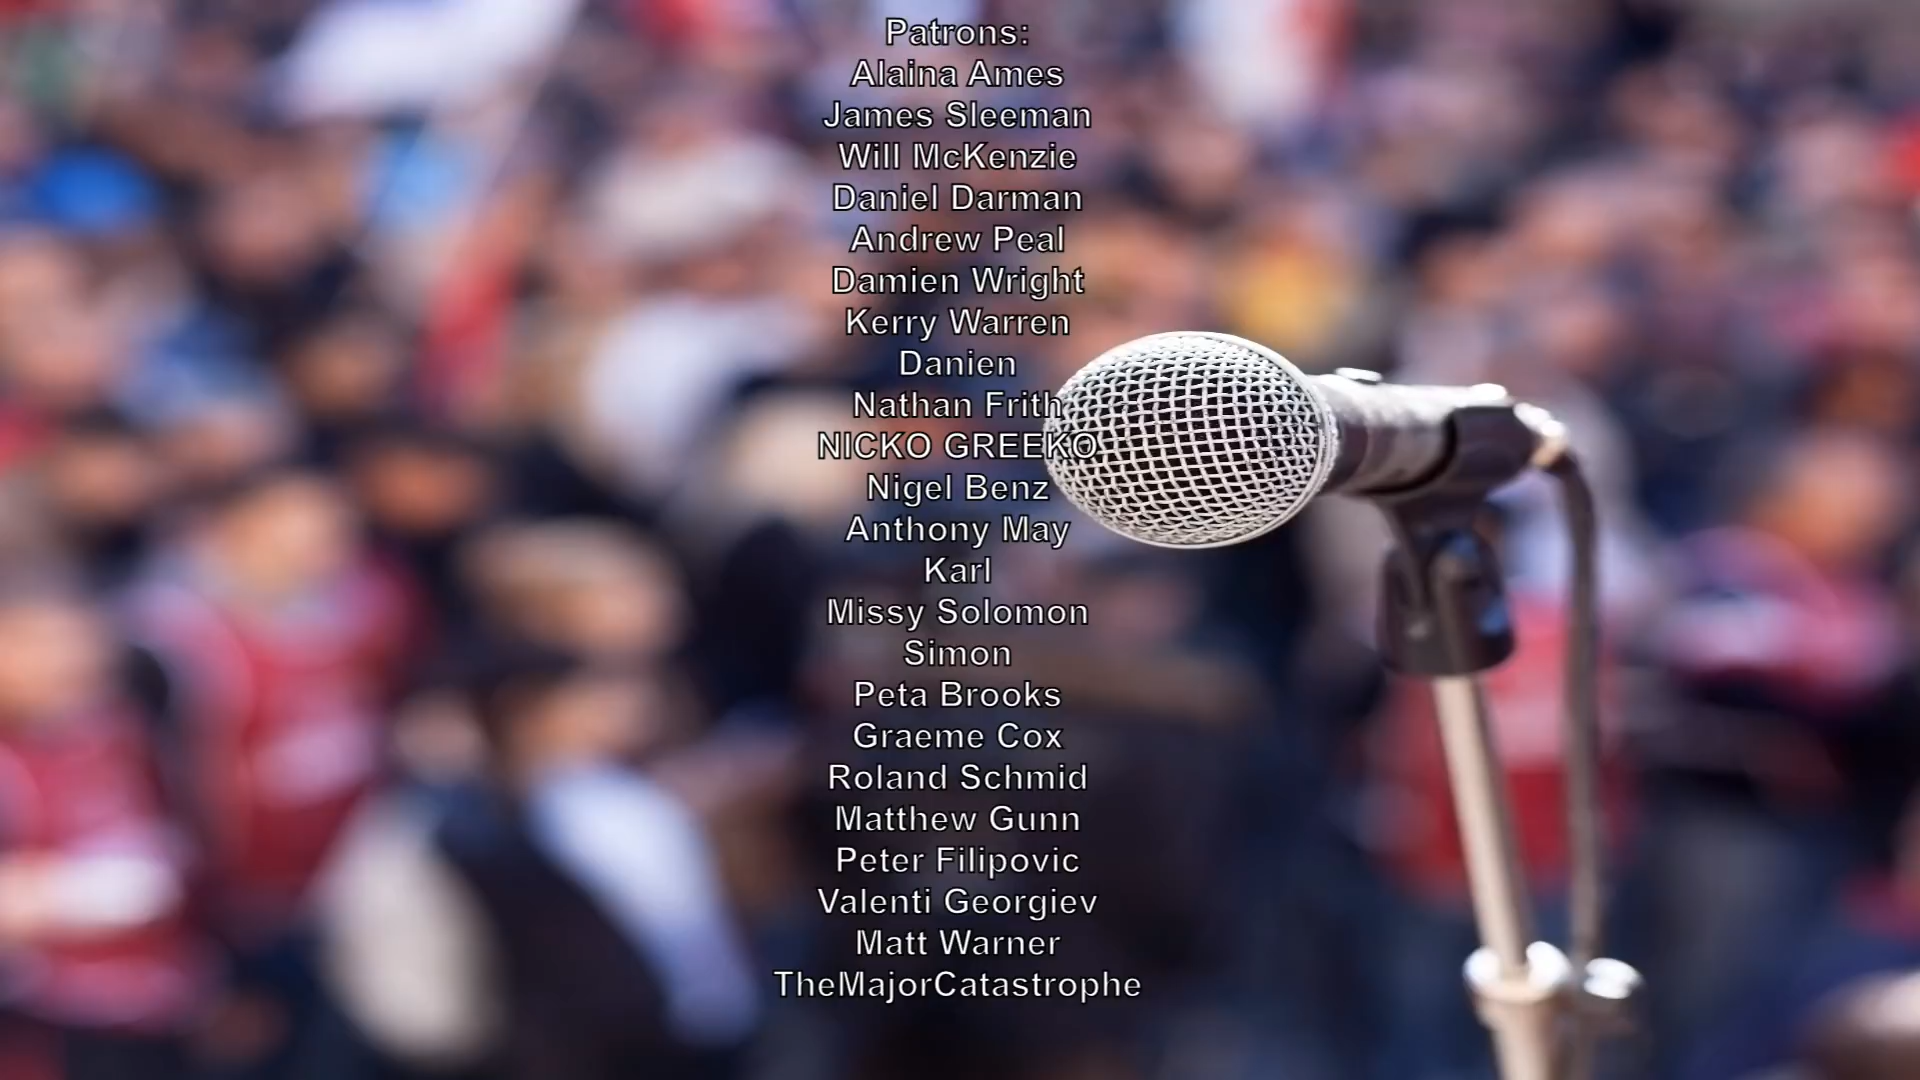 Patrons:
Alaina Ames
James Sleeman
Will McKenzie
Daniel Darman
Andrew Peal
Damien Wright
Kerry Warren
Danien
Nathan Frith
NICKO GREEKO
Nigel Benz
Anthony May
Karl
Missy Solomon
Simon
Peta Brooks
Graeme Cox
Roland Schmid
Matthew Gunn
Peter Filipovic
Valenti Georgiev
Matt Warner
TheMajorCatastrophe